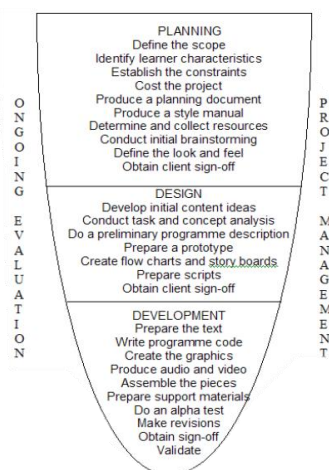 PLANNING
Define the scope
Identify learner characteristics
Establish the constraints
Cost the project
Produce a planning document
Produce a style manual
Determine and collect resources
Conduct initial brainstorming
Define the look and feel
Obtain client sign-off
DESIGN
Develop initial content ideas
Conduct task and concept analysis
Do a preliminary programme description
Prepare a prototype
Create flow charts and story boards
Prepare scripts
Obtain client sign-off
DEVELOPMENT
Prepare the text
Write programme code
Create the graphics
Produce audio and video
Assemble the pieces
Prepare support materials
Do an alpha test
Make revisions
Obtain sign-off
Validate
ONGOING EVALUATION
PROJECT MANAGEMENT